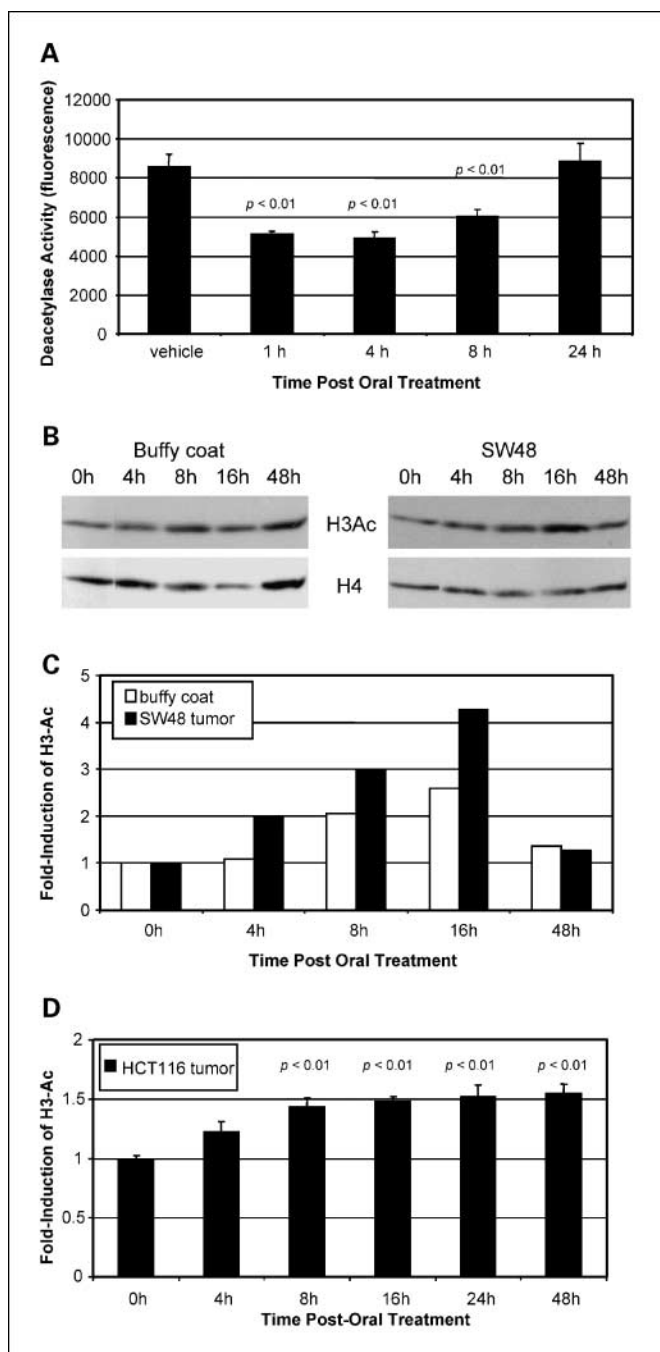 A
Deacetylase Activity (fluorescence)
12000
10000
8000
6000
4000
2000
0
p < 0.01
p < 0.01
p < 0.01
vehicle 1 h 4 h 8 h 24 h
Time Post Oral Treatment
B
Buffy coat SW48
0h 4h 8h 16h 48h 0h 4h 8h 16h 48h
H3Ac
H4
C
Fold-Induction of H3-Ac
5
4
3
2
1
0
buffy coat
SW48 tumor
0h 4h 8h 16h 48h
Time Post Oral Treatment
D
Fold-Induction of H3-Ac
2
1.5
1
0.5
0
HCT116 tumor
p < 0.01 p < 0.01 p < 0.01 p < 0.01
0h 4h 8h 16h 24h 48h
Time Post-Oral Treatment